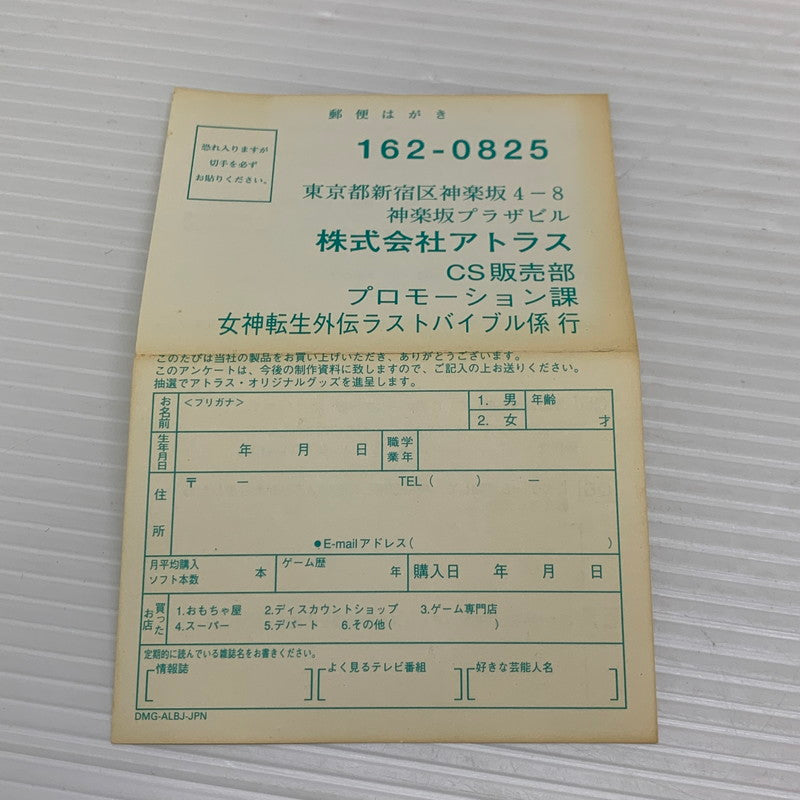 郵便はがき
恐れ入りますが
切手を必ず
お貼りください。
162-0825
東京都新宿区神楽坂4-8
神楽坂プラザビル
株式会社アトラス
CS販売部
プロモーション課
女神転生外伝ラストバイブル係 行
このたびは当社の製品をお買い上げいただき、ありがとうございます。
このアンケートは、今後の制作資料に致しますので、ご記入の上お送りください。
抽選でアトラス・オリジナルグッズを進呈します。
お名前
<フリガナ>
1. 男
2. 女
年齢
才
生年月日
年 月 日
職業 学年
住所
〒 ー
TEL( ) ー
●E-mailアドレス( )
月平均購入
ソフト本数
本
ゲーム歴
年
購入日 年 月 日
買ったお店
1.おもちゃ屋 2.ディスカウントショップ 3.ゲーム専門店
4.スーパー 5.デパート 6.その他( )
定期的に読んでいる雑誌名をお書きください。
情報誌
よく見るテレビ番組
好きな芸能人名
DMG-ALBJ-JPN